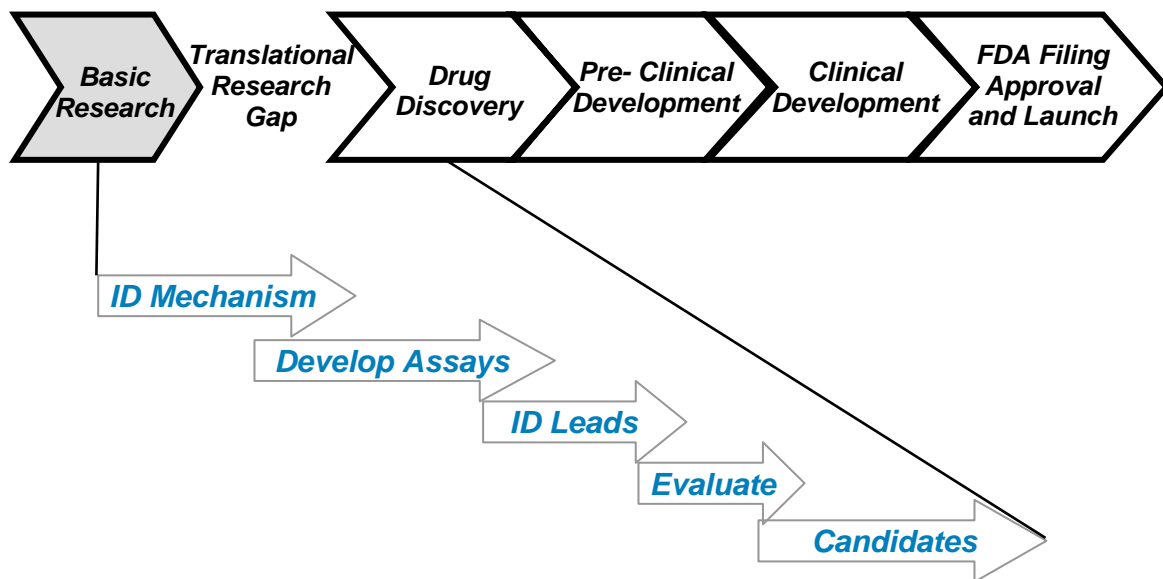 Basic
Research
Translational
Research
Gap
Drug
Discovery
Pre- Clinical
Development
Clinical
Development
FDA Filing
Approval
and Launch
ID Mechanism
Develop Assays
ID Leads
Evaluate
Candidates